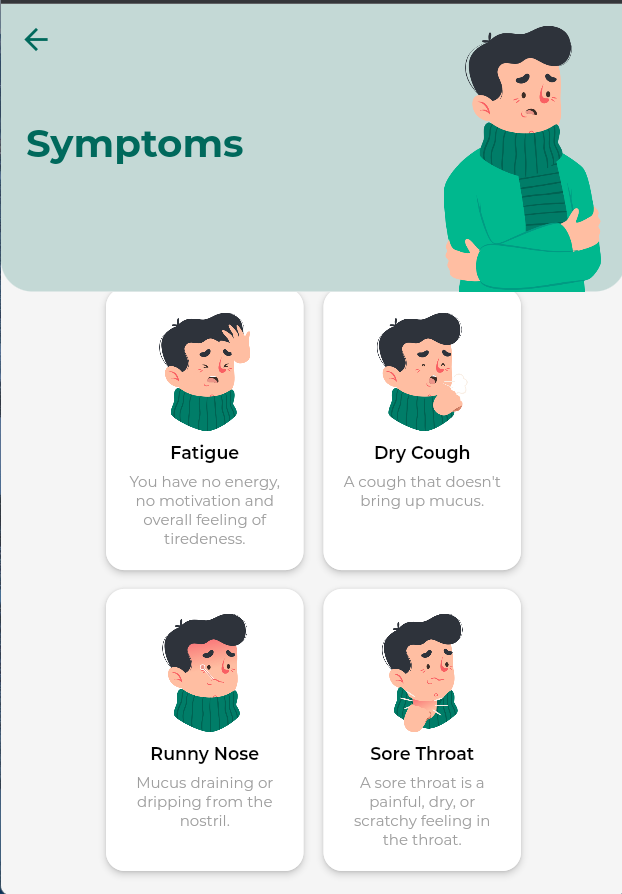 Symptoms
Fatigue
You have no energy,
no motivation and
overall feeling of
tiredeness.
Dry Cough
A cough that doesn't
bring up mucus.
Runny Nose
Mucus draining or
dripping from the
nostril.
Sore Throat
A sore throat is a
painful, dry, or
scratchy feeling in
the throat.